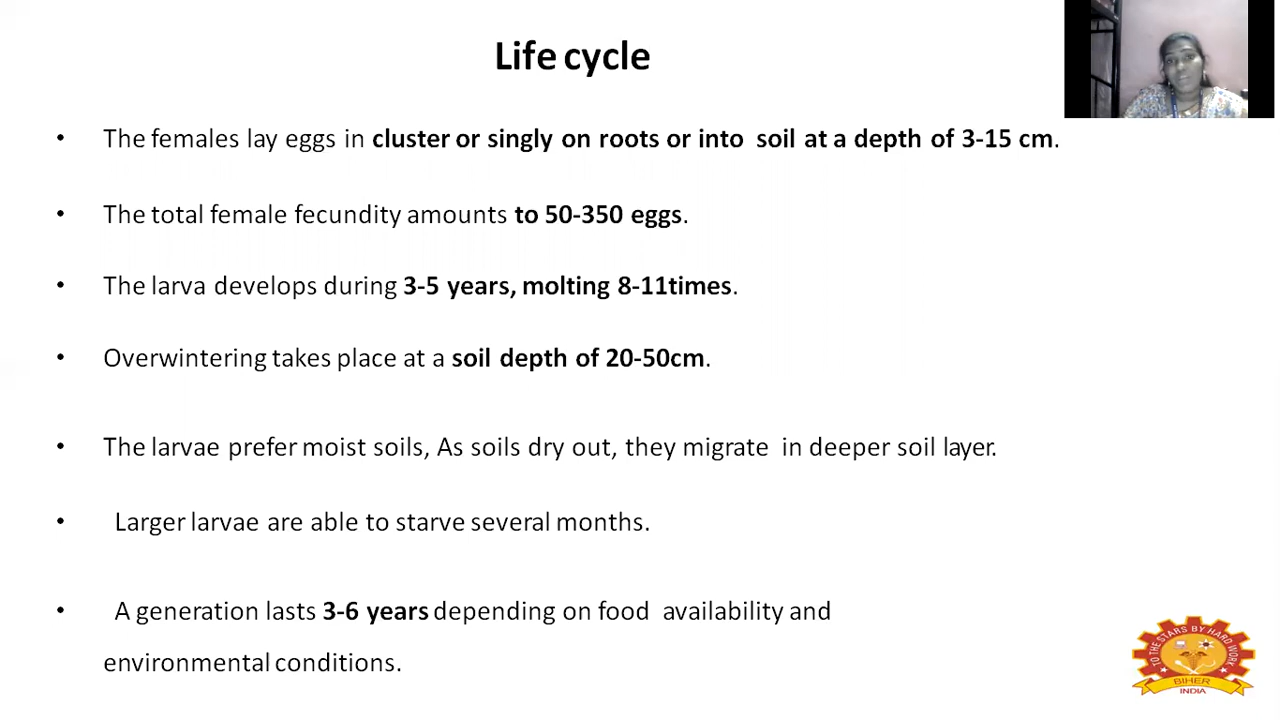 Life cycle
• The females lay eggs in cluster or singly on roots or into soil at a depth of 3-15 cm.
• The total female fecundity amounts to 50-350 eggs.
• The larva develops during 3-5 years, molting 8-11times.
• Overwintering takes place at a soil depth of 20-50cm.
• The larvae prefer moist soils, As soils dry out, they migrate in deeper soil layer.
• Larger larvae are able to starve several months.
• A generation lasts 3-6 years depending on food availability and
environmental conditions.
TO THE STARS BY HARD WORK
BIHER
INDIA